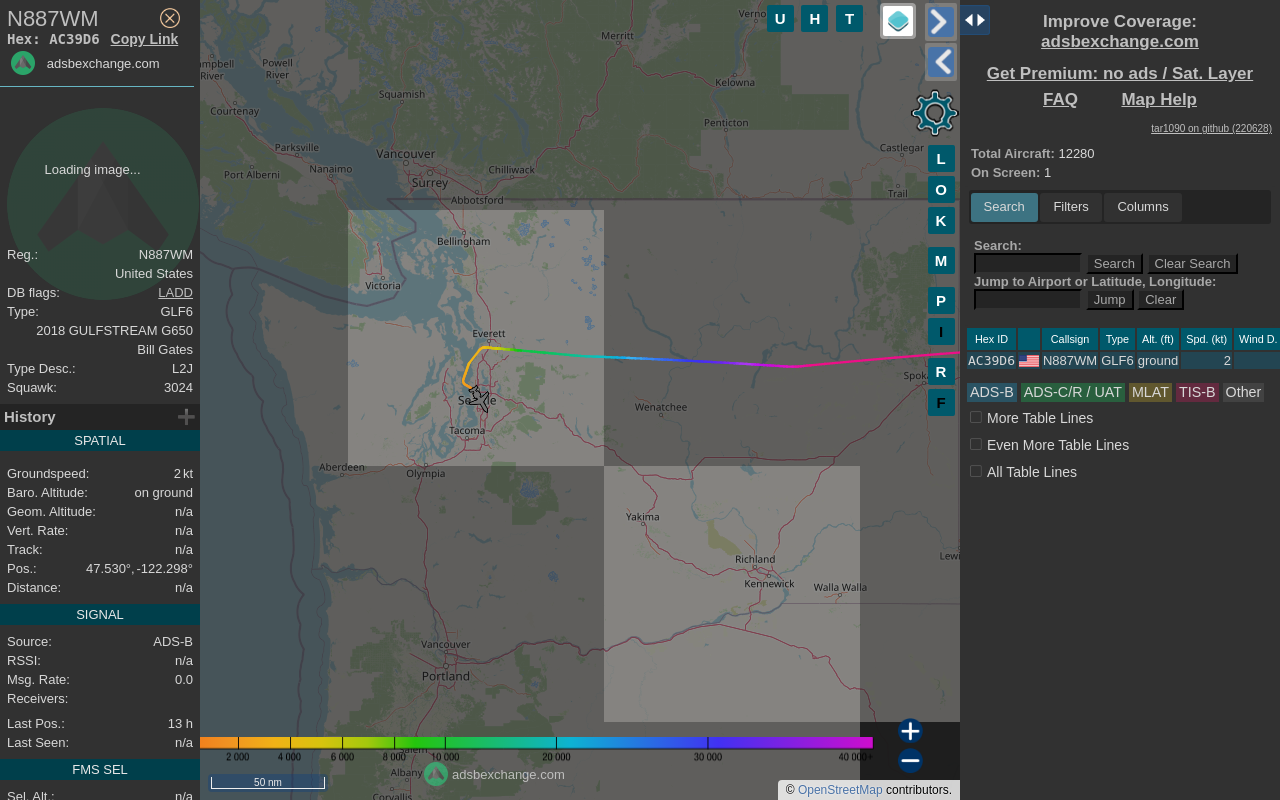 N887WM
Hex: AC39D6 Copy Link
adsbexchange.com
Loading image...
Reg.: N887WM
United States
DB flags: LADD
Type: GLF6
2018 GULFSTREAM G650
Bill Gates
Type Desc.: L2J
Squawk: 3024
History
SPATIAL
Groundspeed: 2 kt
Baro. Altitude: on ground
Geom. Altitude: n/a
Vert. Rate: n/a
Track: n/a
Pos.: 47.530°, -122.298°
Distance: n/a
SIGNAL
Source: ADS-B
RSSI: n/a
Msg. Rate: 0.0
Receivers:
Last Pos.: 13 h
Last Seen: n/a
FMS SEL
Sel. Alt.: n/a
Merritt
Powell
River
River
Kelowna
Squamish
Courtenay
Penticton
Parksville
Vancouver
Castlegar
Nanaimo
Chilliwack
Port Alberni
Surrey
Trail
Abbotsford
Bellingham
Victoria
Everett
Wenatchee
Tacoma
Aberdeen
Olympia
Yakima
Richland
Kennewick
Walla Walla
Vancouver
Portland
Albany
Corvallis
U H T
L
O
K
M
P
I
R
F
2 000 4 000 6 000 8 000 10 000 20 000 30 000 40 000+
adsbexchange.com
50 nm
© OpenStreetMap contributors.
Improve Coverage:
adsbexchange.com
Get Premium: no ads / Sat. Layer
FAQ Map Help
tar1090 on github (220628)
Total Aircraft: 12280
On Screen: 1
Search Filters Columns
Search:
Search Clear Search
Jump to Airport or Latitude, Longitude:
Jump Clear
Hex ID Callsign Type Alt. (ft) Spd. (kt) Wind D.
AC39D6 N887WM GLF6 ground 2
ADS-B ADS-C/R / UAT MLAT TIS-B Other
More Table Lines
Even More Table Lines
All Table Lines